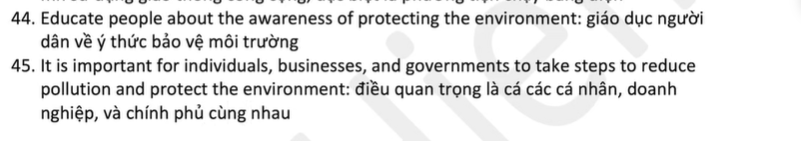 44. Educate people about the awareness of protecting the environment: giáo dục người
dân về ý thức bảo vệ môi trường
45. It is important for individuals, businesses, and governments to take steps to reduce
pollution and protect the environment: điều quan trọng là cá các cá nhân, doanh
nghiệp, và chính phủ cùng nhau